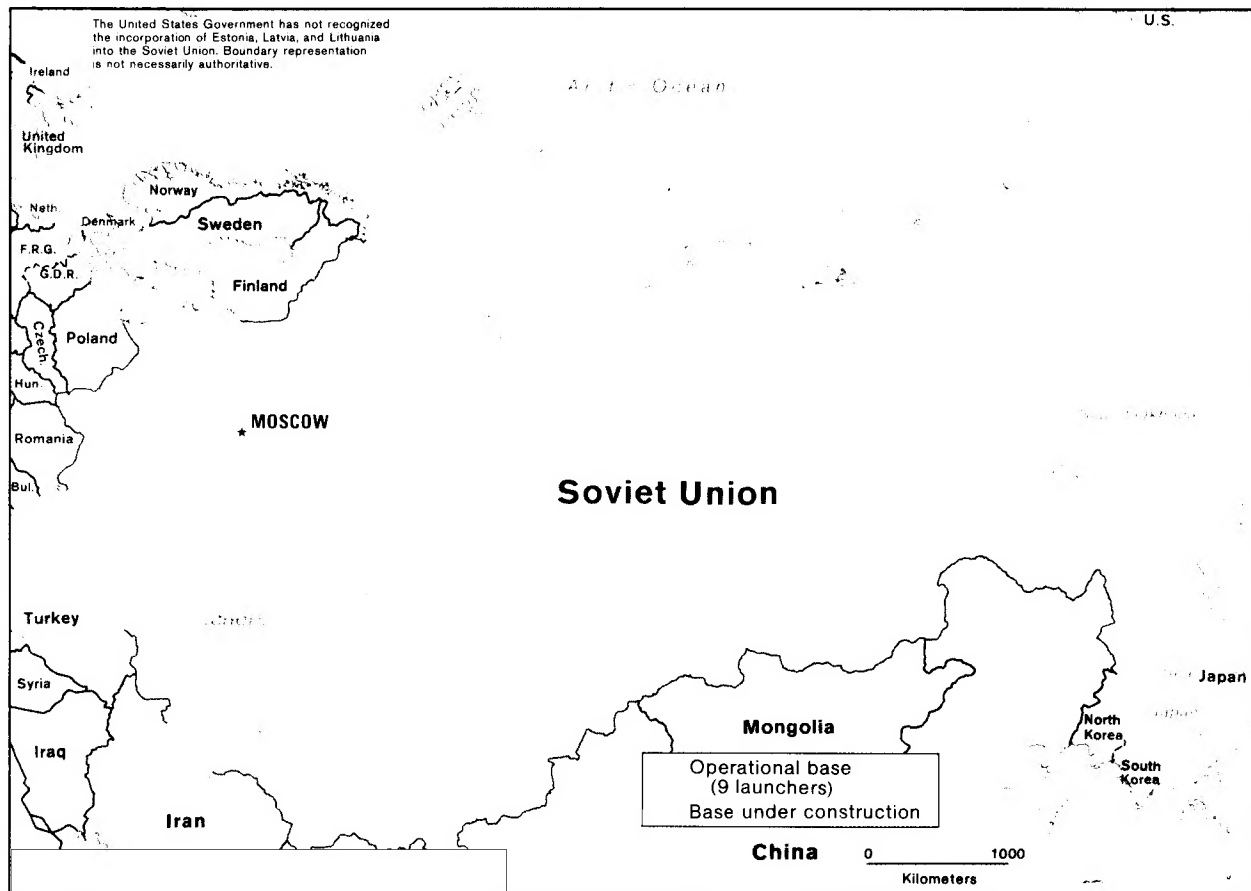 The United States Government has not recognized
the incorporation of Estonia, Latvia, and Lithuania
into the Soviet Union. Boundary representation
is not necessarily authoritative.
U.S.
Ireland
United
Kingdom
Ocean
Norway
Neth.
Denmark
Sweden
F.R.G.
G.D.R.
Finland
Czech.
Poland
Hun.
MOSCOW
Romania
Bul.
Soviet Union
Turkey
Syria
Japan
Iraq
Mongolia
North
Korea
South
Korea
Operational base
(9 launchers)
Base under construction
Iran
China
0 1000
Kilometers